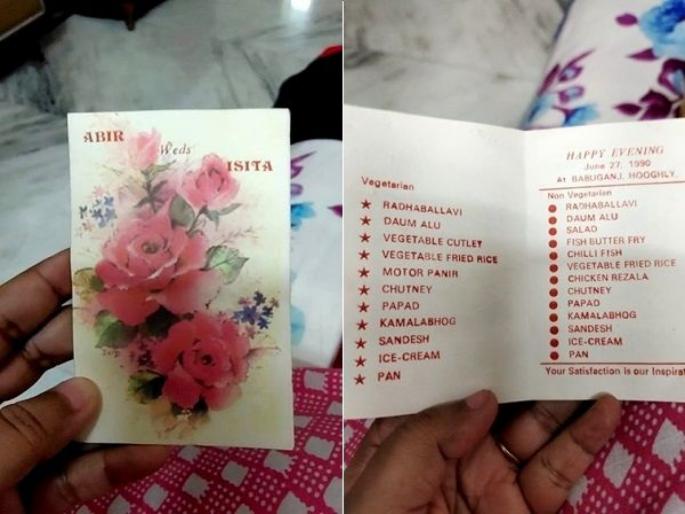 ABIR
Weds
ISITA
Vegetarian
★ RADHABALLAVI
★ DAUM ALU
★ VEGETABLE CUTLET
★ VEGETABLE FRIED RICE
★ MOTOR PANIR
★ CHUTNEY
★ PAPAD
★ KAMALABHOG
★ SANDESH
★ ICE-CREAM
★ PAN
HAPPY EVENING
June 27, 1990
At BABUGANJ, HOOGHLY.
Non Vegetarian
● RADHABALLAVI
● DAUM ALU
● SALAD
● FISH BUTTER FRY
● CHILLI FISH
● VEGETABLE FRIED RICE
● CHICKEN REZALA
● CHUTNEY
● PAPAD
● KAMALABHOG
● SANDESH
● ICE-CREAM
● PAN
Your Satisfaction is our Inspirat